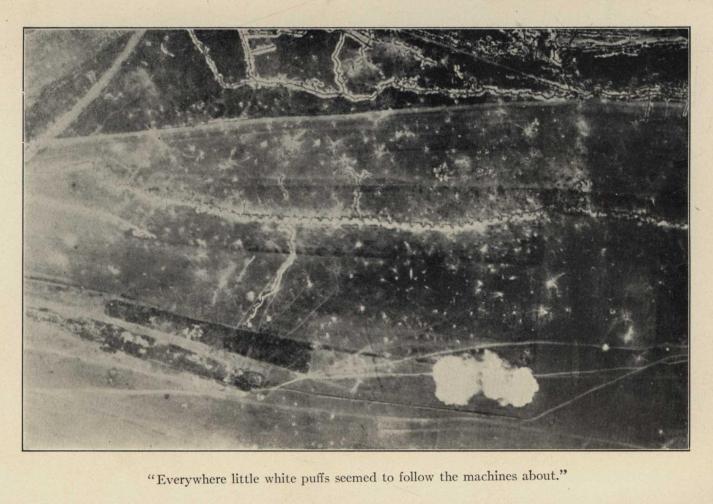 “Everywhere little white puffs seemed to follow the machines about.”